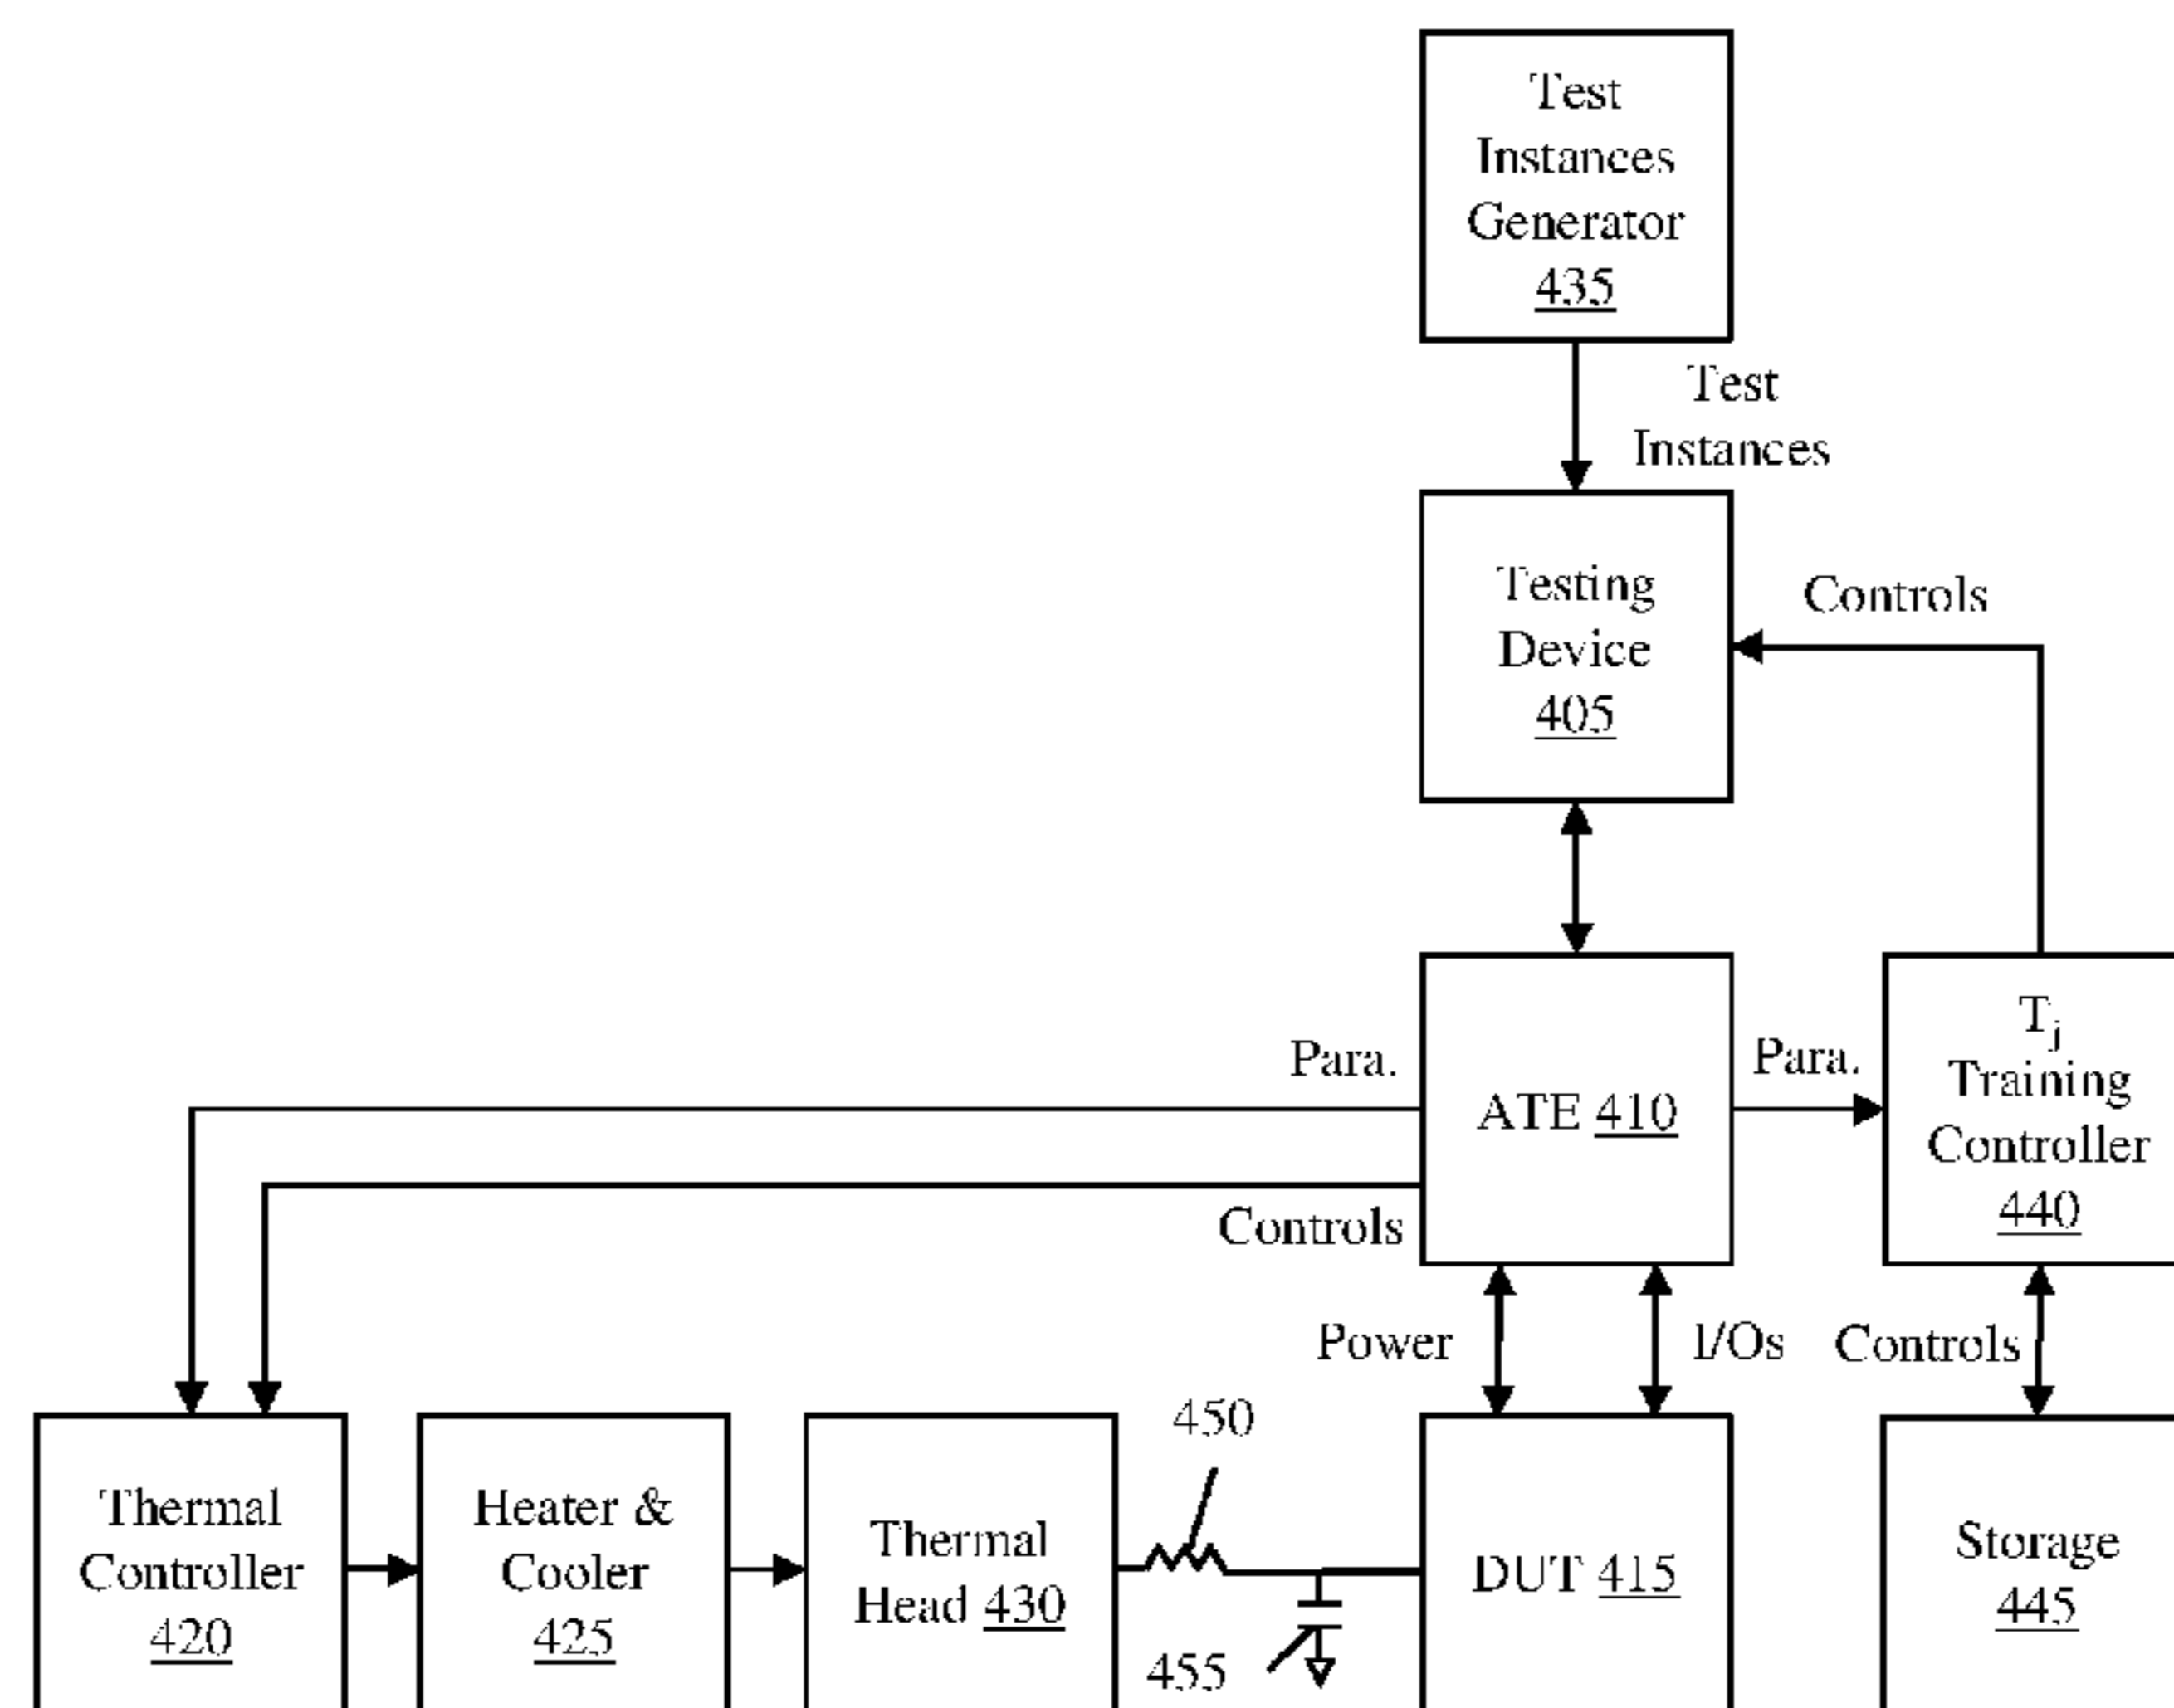 Test
Instances
Generator
435
Test
Instances
Testing
Device
405
Controls
Para.
ATE 410
Para.
Tj
Training
Controller
440
Controls
Power
I/Os
Controls
450
Thermal
Controller
420
Heater &
Cooler
425
Thermal
Head 430
455
DUT 415
Storage
445